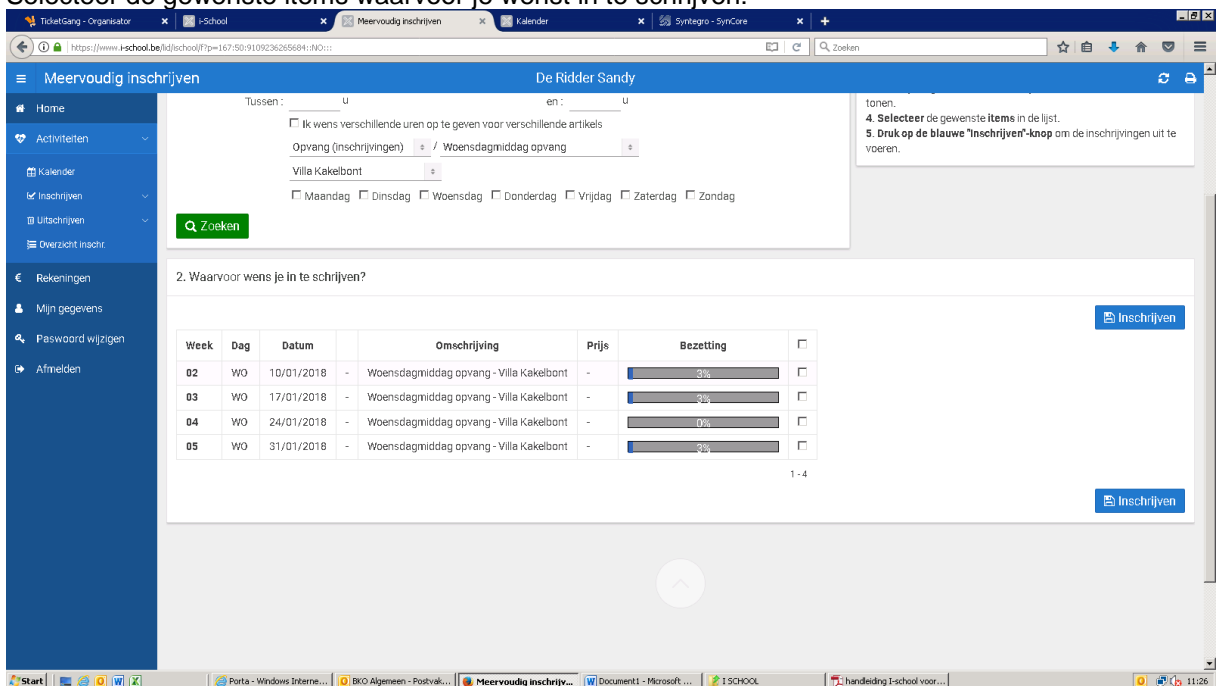 Selecteer de gewenste items waarvoor je wenst in te schrijven.
TicketGang - Organisator × i-School × Meervoudig inschrijven × Kalender × Syntegro - SynCore × +
https://www.i-school.be/lid/ischool/f?p=167:50:9109236265684::NO::: Zoeken
Meervoudig inschrijven De Ridder Sandy
Home
Activiteiten
Kalender
Inschrijven
Uitschrijven
Overzicht inschr.
Rekeningen
Mijn gegevens
Paswoord wijzigen
Afmelden
Tussen : u en : u
Ik wens verschillende uren op te geven voor verschillende artikels
Opvang (inschrijvingen) / Woensdagmiddag opvang
Villa Kakelbont
Maandag Dinsdag Woensdag Donderdag Vrijdag Zaterdag Zondag
Zoeken
tonen.
4. Selecteer de gewenste items in de lijst.
5. Druk op de blauwe "Inschrijven"-knop om de inschrijvingen uit te
voeren.
2. Waarvoor wens je in te schrijven?
Inschrijven
Week Dag Datum Omschrijving Prijs Bezetting
02 WO 10/01/2018 - Woensdagmiddag opvang - Villa Kakelbont - 3%
03 WO 17/01/2018 - Woensdagmiddag opvang - Villa Kakelbont - 3%
04 WO 24/01/2018 - Woensdagmiddag opvang - Villa Kakelbont - 0%
05 WO 31/01/2018 - Woensdagmiddag opvang - Villa Kakelbont - 3%
1 - 4
Inschrijven
Start Porta - Windows Interne... BKO Algemeen - Postvak... Meervoudig inschrijv... Document1 - Microsoft ... I SCHOOL handleiding I-school voor... 11:26